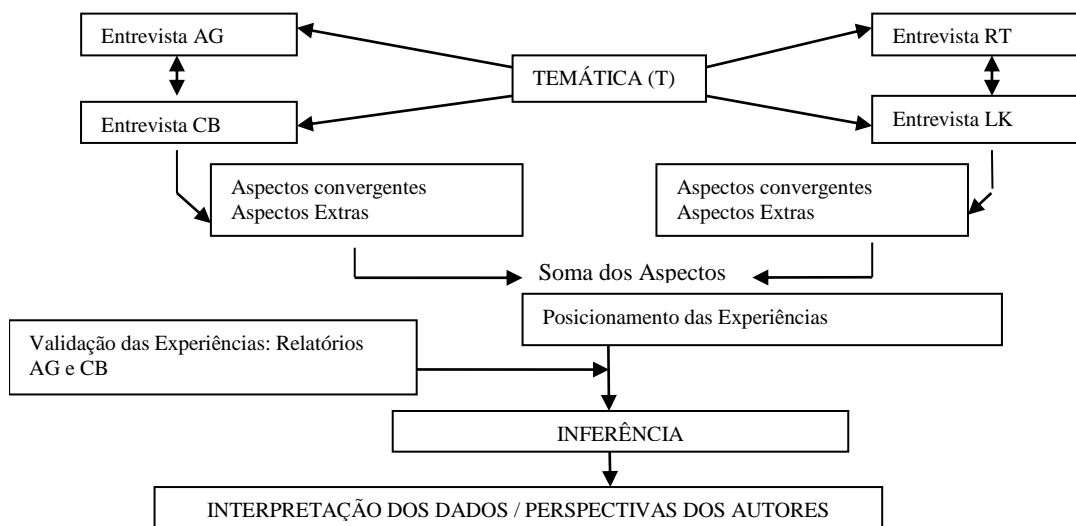 Entrevista AG
Entrevista RT
TEMÁTICA (T)
Entrevista CB
Entrevista LK
Aspectos convergentes
Aspectos Extras
Aspectos convergentes
Aspectos Extras
Soma dos Aspectos
Posicionamento das Experiências
Validação das Experiências: Relatórios
AG e CB
INFERÊNCIA
INTERPRETAÇÃO DOS DADOS / PERSPECTIVAS DOS AUTORES